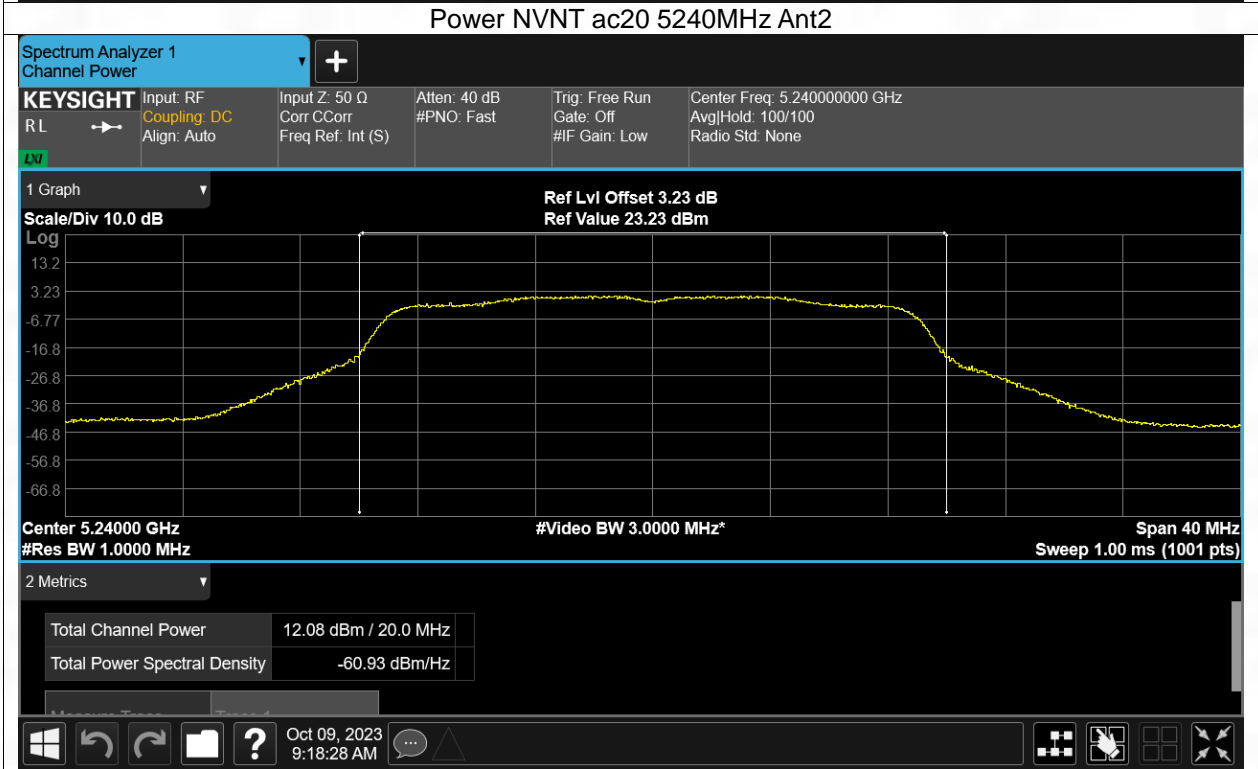 Power NVNT ac20 5240MHz Ant2
Spectrum Analyzer 1
Channel Power
KEYSIGHT
R L
LXI
Input: RF
Coupling: DC
Align: Auto
Input Z: 50 Ω
Corr CCorr
Freq Ref: Int (S)
Atten: 40 dB
#PNO: Fast
Trig: Free Run
Gate: Off
#IF Gain: Low
Center Freq: 5.240000000 GHz
Avg|Hold: 100/100
Radio Std: None
1 Graph
Scale/Div 10.0 dB
Ref Lvl Offset 3.23 dB
Ref Value 23.23 dBm
Log
13.2
3.23
-6.77
-16.8
-26.8
-36.8
-46.8
-56.8
-66.8
Center 5.24000 GHz
#Video BW 3.0000 MHz*
Span 40 MHz
#Res BW 1.0000 MHz
Sweep 1.00 ms (1001 pts)
2 Metrics
Total Channel Power 12.08 dBm / 20.0 MHz
Total Power Spectral Density -60.93 dBm/Hz
Measure Trace Trace 1
?
Oct 09, 2023
9:18:28 AM